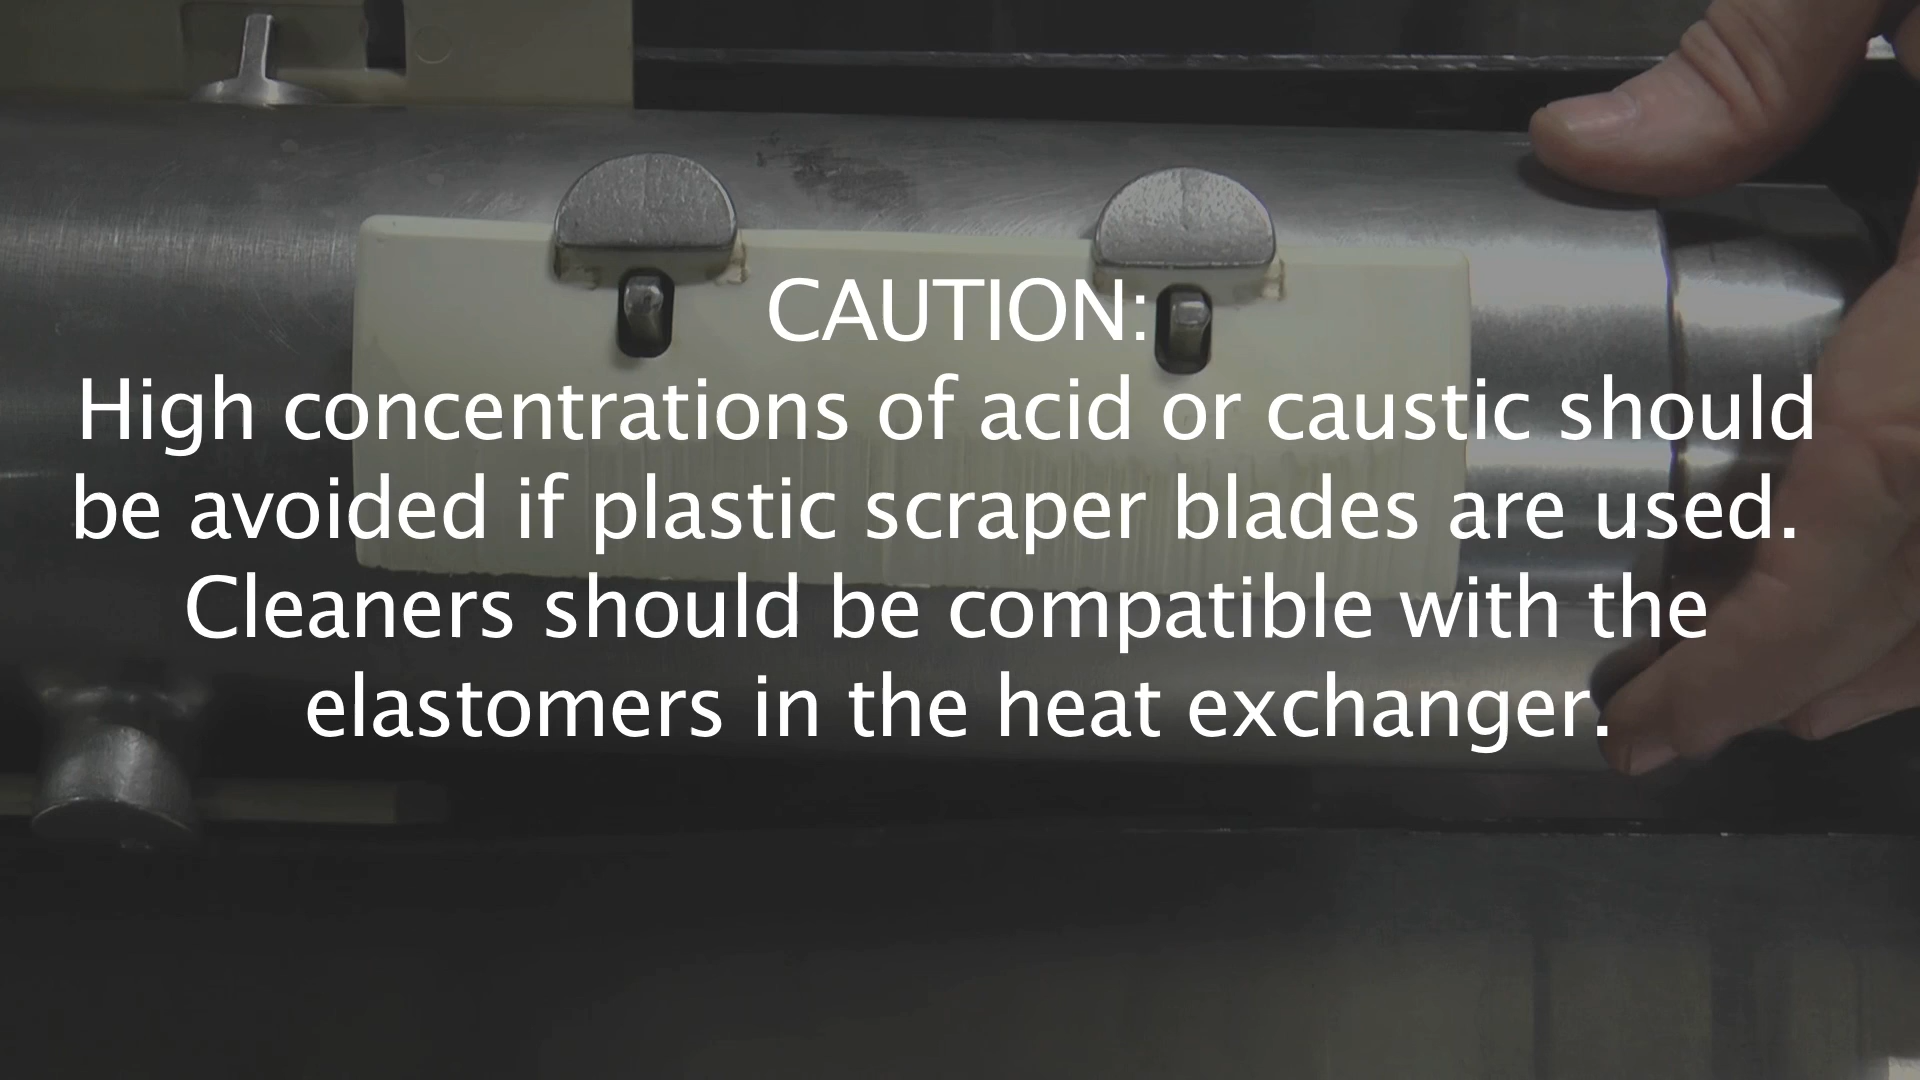 CAUTION:
High concentrations of acid or caustic should
be avoided if plastic scraper blades are used.
Cleaners should be compatible with the
elastomers in the heat exchanger.